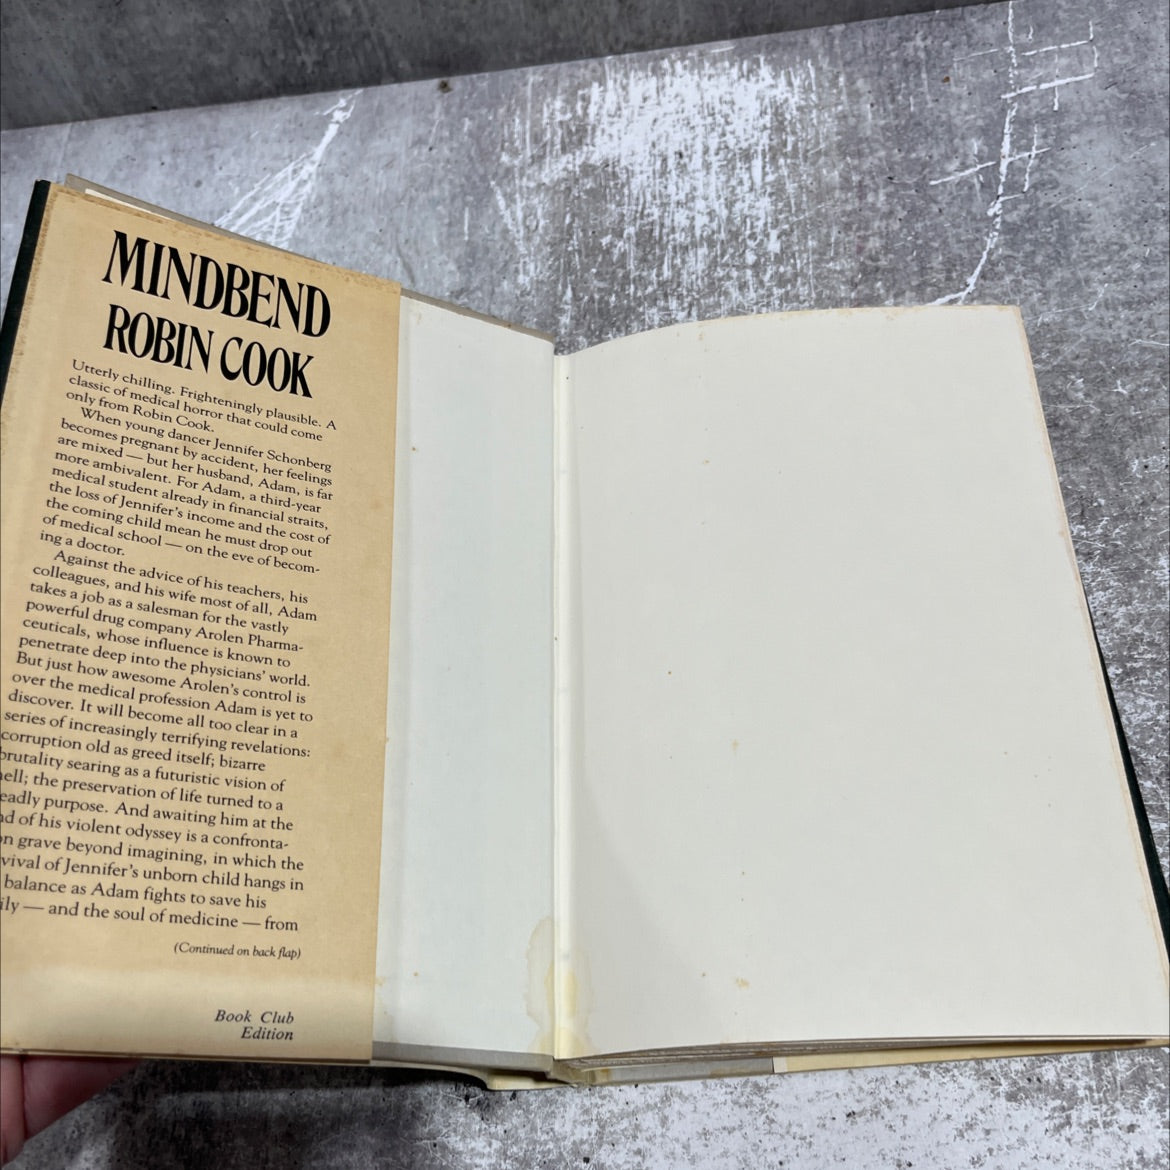 MINDBEND
ROBIN COOK
Utterly chilling. Frighteningly plausible. A
classic of medical horror that could come
only from Robin Cook.
When young dancer Jennifer Schonberg
becomes pregnant by accident, her feelings
are mixed — but her husband, Adam, is far
more ambivalent. For Adam, a third-year
medical student already in financial straits,
the loss of Jennifer's income and the cost of
the coming child mean he must drop out
of medical school — on the eve of becom-
ing a doctor.
Against the advice of his teachers, his
colleagues, and his wife most of all, Adam
takes a job as a salesman for the vastly
powerful drug company Arolen Pharma-
ceuticals, whose influence is known to
penetrate deep into the physicians' world.
But just how awesome Arolen's control is
over the medical profession Adam is yet to
discover. It will become all too clear in a
series of increasingly terrifying revelations:
corruption old as greed itself; bizarre
brutality searing as a futuristic vision of
ell; the preservation of life turned to a
eadly purpose. And awaiting him at the
nd of his violent odyssey is a confronta-
on grave beyond imagining, in which the
vival of Jennifer's unborn child hangs in
balance as Adam fights to save his
ily — and the soul of medicine — from
(Continued on back flap)
Book Club
Edition